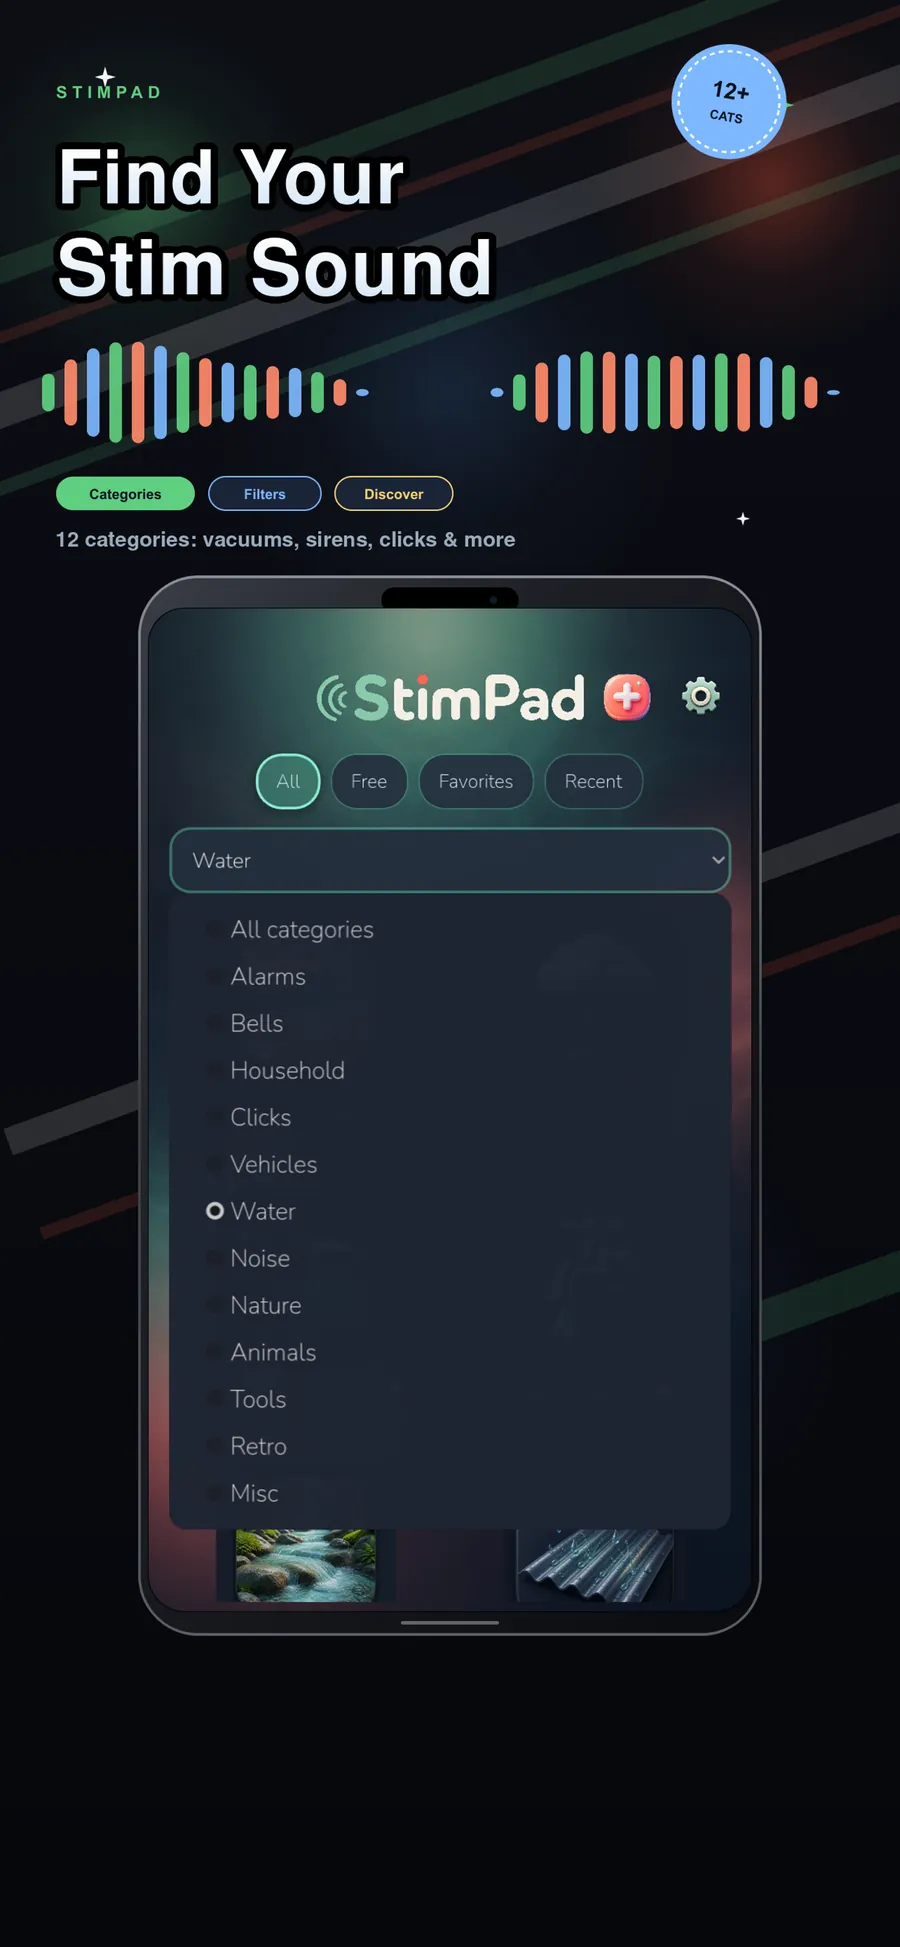 STIMPAD
12+
CATS
Find Your
Stim Sound
Categories
Filters
Discover
12 categories: vacuums, sirens, clicks & more
StimPad
All
Free
Favorites
Recent
Water
All categories
Alarms
Bells
Household
Clicks
Vehicles
Water
Noise
Nature
Animals
Tools
Retro
Misc